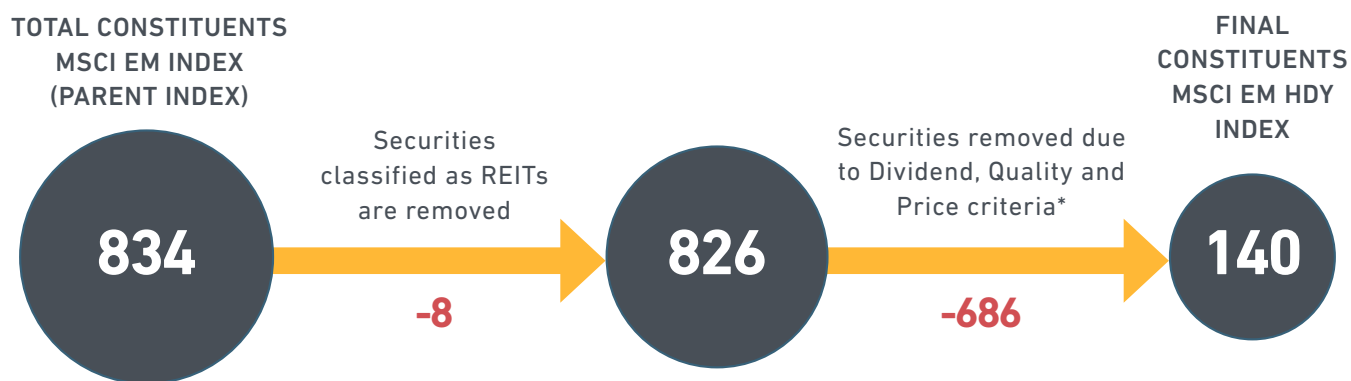 TOTAL CONSTITUENTS
MSCI EM INDEX
(PARENT INDEX)
834
Securities
classified as REITs
are removed
-8
826
Securities removed due
to Dividend, Quality and
Price criteria*
-686
FINAL
CONSTITUENTS
MSCI EM HDY
INDEX
140